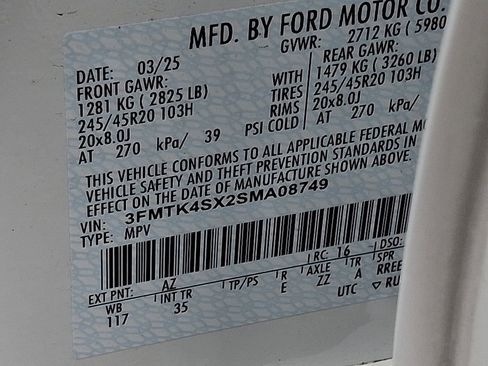 MFD. BY FORD MOTOR CO.
GVWR: 2712 KG ( 5980
DATE: 03/25
FRONT GAWR: REAR GAWR:
1281 KG ( 2825 LB) WITH 1479 KG ( 3260 LB)
245/45R20 103H TIRES 245/45R20 103H
20x8.0J RIMS 20x8.0J
AT 270 kPa/ 39 PSI COLD AT 270
THIS VEHICLE CONFORMS TO ALL APPLICABLE FEDERAL MO
VEHICLE SAFETY AND THEFT PREVENTION STANDARDS IN
EFFECT ON THE DATE OF MANUFACTURE SHOWN ABOVE.
VIN: 3FMTK4SX2SMA08749
TYPE: MPV
EXT PNT: AZ RC: 16 DSO:
WB INT TR TP/PS R AXLE TR SPR
117 35 E ZZ A RREE
UTC ▽ RU